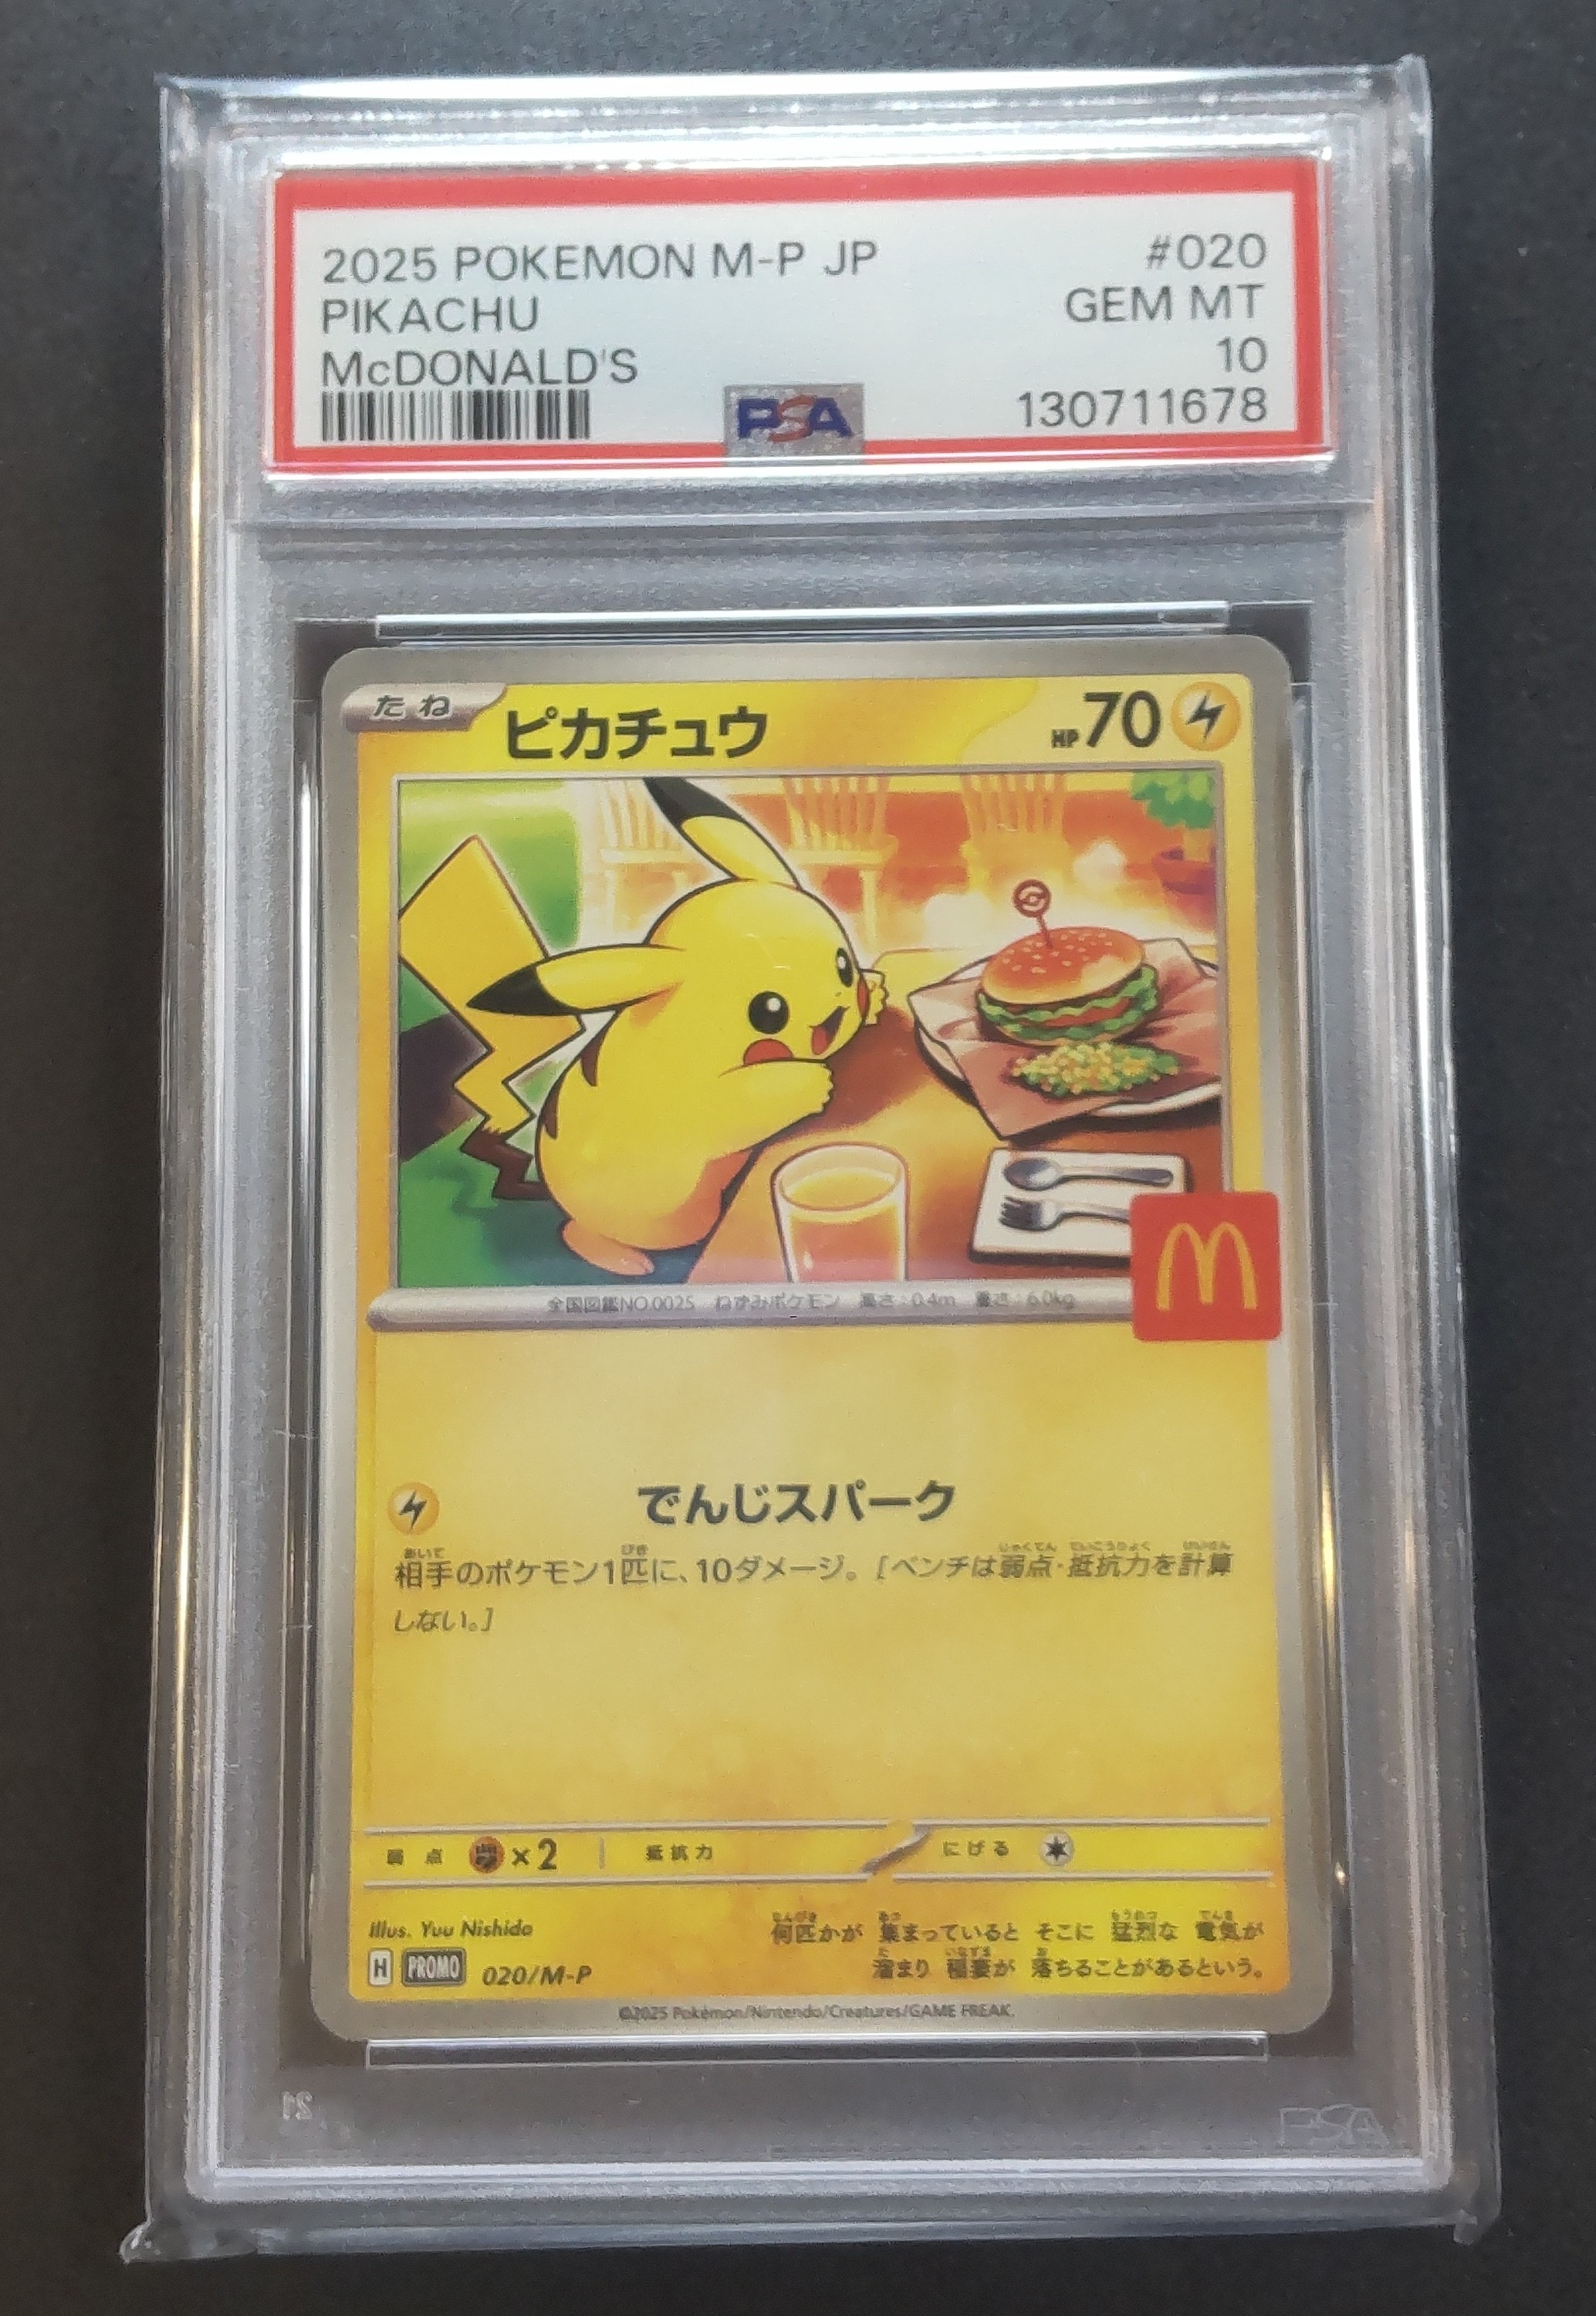 2025 POKEMON M-P JP #020
PIKACHU GEM MT
McDONALD'S 10
PSA 130711678
たね ピカチュウ HP70
全国図鑑NO.0025 ねずみポケモン 高さ:0.4m 重さ:6.0kg
M
でんじスパーク
相手のポケモン1匹に、10ダメージ。[ベンチは弱点・抵抗力を計算
しない。]
弱点 ×2 抵抗力 にげる
Illus. Yuu Nishida
何匹かが 集まっていると そこに 猛烈な 電気が
溜まり 稲妻が 落ちることがあるという。
H PROMO 020/M-P
©2025 Pokémon/Nintendo/Creatures/GAME FREAK.
21 PSA